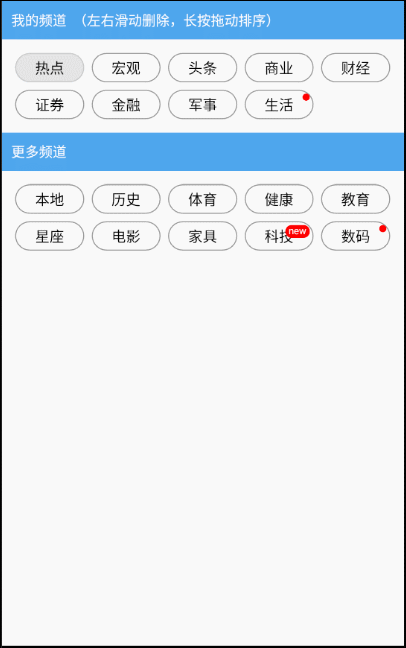 我的频道 （左右滑动删除，长按拖动排序）
热点 宏观 头条 商业 财经
证券 金融 军事 生活
更多频道
本地 历史 体育 健康 教育
星座 电影 家具 科技 new 数码